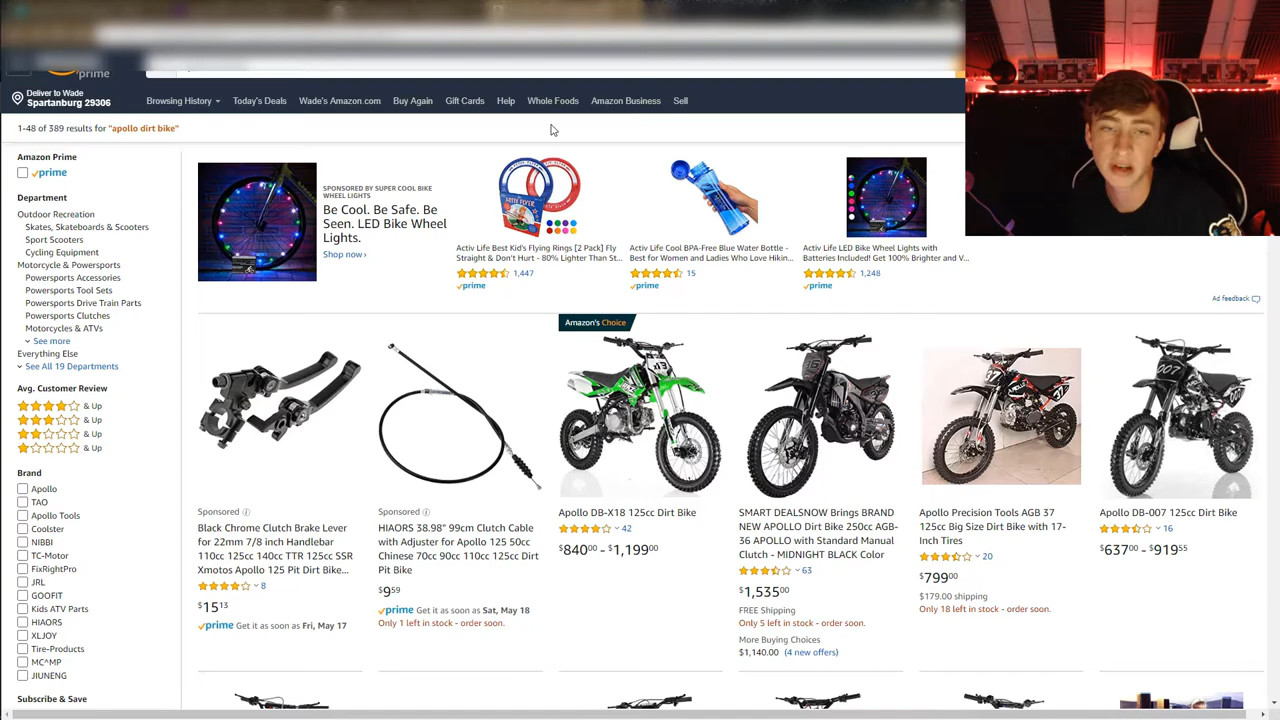 prime
Deliver to Wade
Spartanburg 29306
Browsing History
Today's Deals
Wade's Amazon.com
Buy Again
Gift Cards
Help
Whole Foods
Amazon Business
Sell
1-48 of 389 results for "apollo dirt bike"
Amazon Prime
prime
Department
Outdoor Recreation
Skates, Skateboards & Scooters
Sport Scooters
Cycling Equipment
Motorcycle & Powersports
Powersports Accessories
Powersports Tool Sets
Powersports Drive Train Parts
Powersports Clutches
Motorcycles & ATVs
See more
Everything Else
See All 19 Departments
Avg. Customer Review
& Up
& Up
& Up
& Up
Brand
Apollo
TAO
Apollo Tools
Coolster
NIBBI
TC-Motor
FixRightPro
JRL
GOOFIT
Kids ATV Parts
HIAORS
XLJOY
Tire-Products
MC^MP
JIUNENG
Subscribe & Save
SPONSORED BY SUPER COOL BIKE
WHEEL LIGHTS
Be Cool. Be Safe. Be
Seen. LED Bike Wheel
Lights.
Shop now ›
Activ Life Best Kid's Flying Rings [2 Pack] Fly
Straight & Don't Hurt - 80% Lighter Than St...
1,447
prime
Activ Life Cool BPA-Free Blue Water Bottle -
Best for Women and Ladies Who Love Hikin...
15
prime
Activ Life LED Bike Wheel Lights with
Batteries Included! Get 100% Brighter and V...
1,248
prime
Ad feedback
Sponsored
Black Chrome Clutch Brake Lever
for 22mm 7/8 inch Handlebar
110cc 125cc 140cc TTR 125cc SSR
Xmotos Apollo 125 Pit Dirt Bike...
8
$15 13
prime Get it as soon as Fri, May 17
Sponsored
HIAORS 38.98" 99cm Clutch Cable
with Adjuster for Apollo 125 50cc
Chinese 70cc 90cc 110cc 125cc Dirt
Pit Bike
$9 59
prime Get it as soon as Sat, May 18
Only 1 left in stock - order soon.
Amazon's Choice
Apollo DB-X18 125cc Dirt Bike
42
$840 00 - $1,199 00
SMART DEALSNOW Brings BRAND
NEW APOLLO Dirt Bike 250cc AGB-
36 APOLLO with Standard Manual
Clutch - MIDNIGHT BLACK Color
63
$1,535 00
FREE Shipping
Only 5 left in stock - order soon.
More Buying Choices
$1,140.00 (4 new offers)
Apollo Precision Tools AGB 37
125cc Big Size Dirt Bike with 17-
Inch Tires
20
$799 00
$179.00 shipping
Only 18 left in stock - order soon.
007
Apollo DB-007 125cc Dirt Bike
16
$637 00 - $919 55